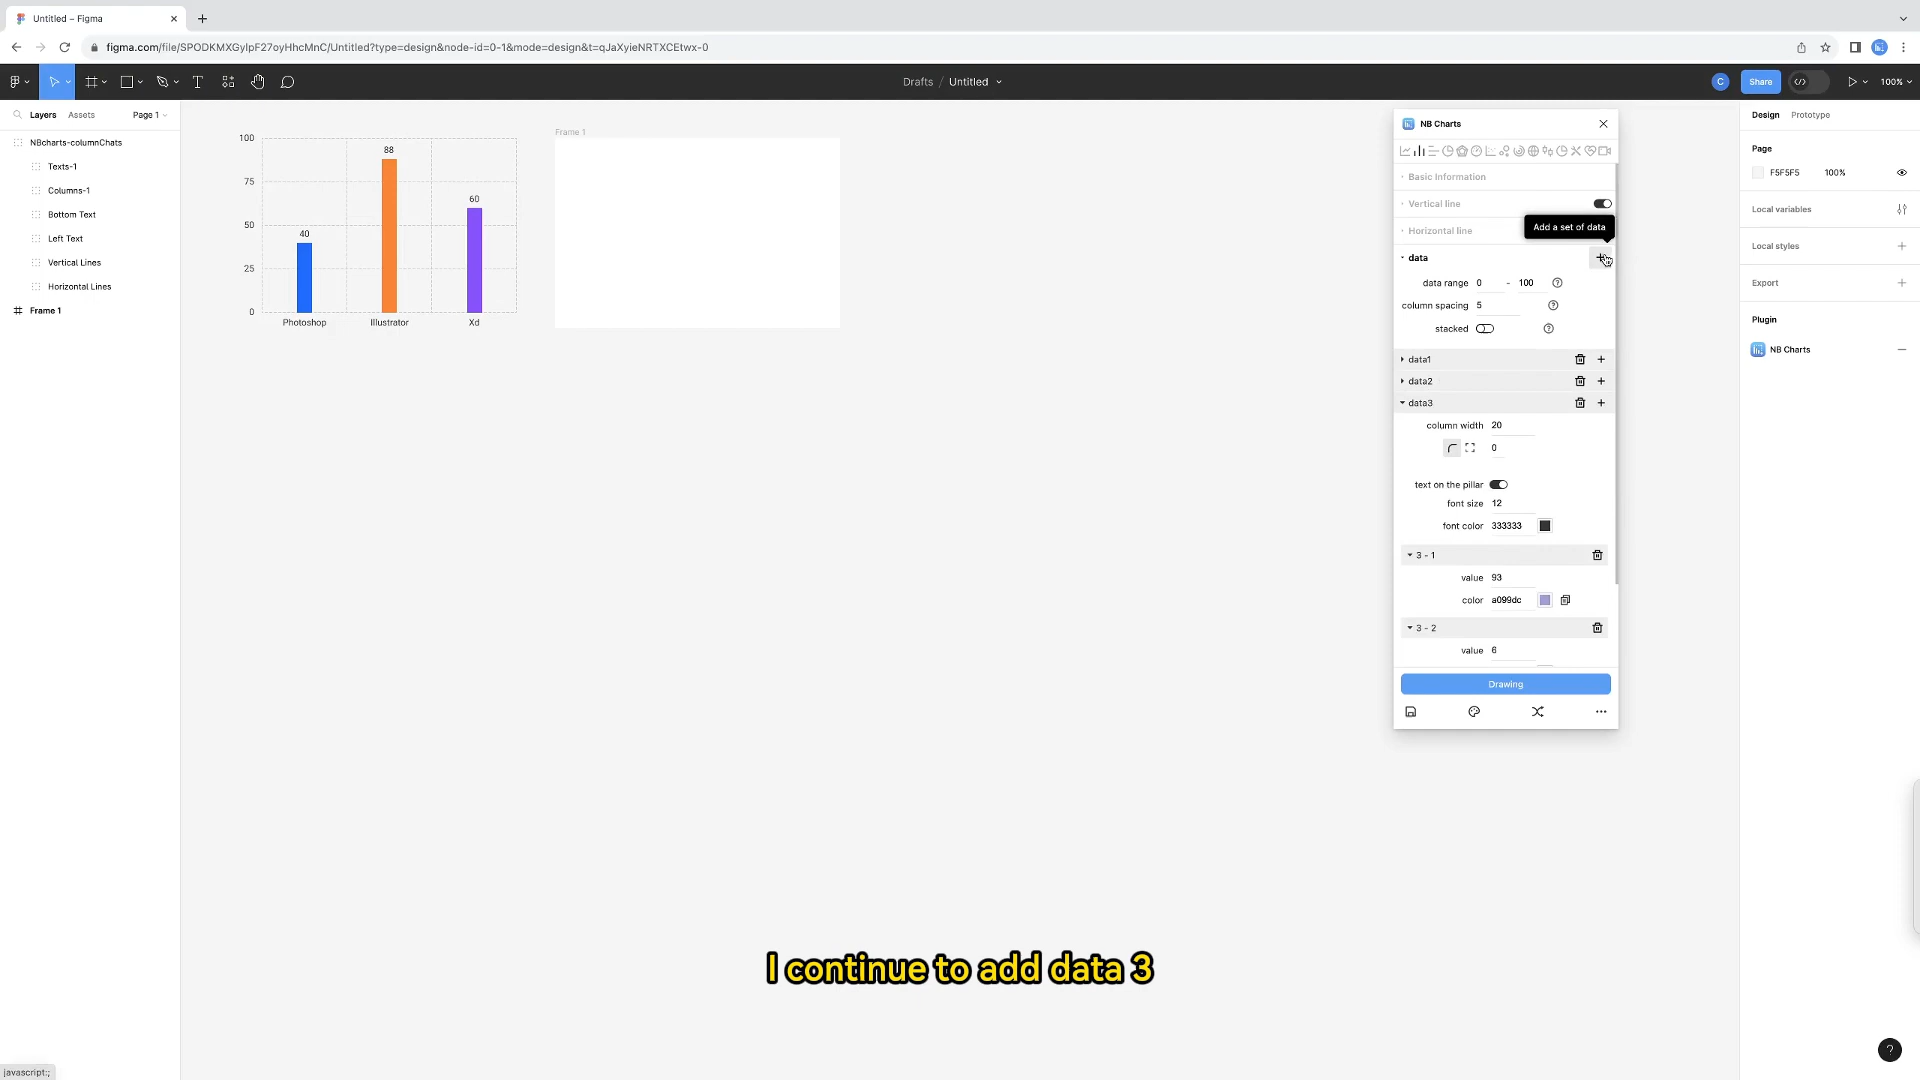 Untitled – Figma
figma.com/file/SPODKMXGylpF27oyHhcMnC/Untitled?type=design&node-id=0-1&mode=design&t=qJaXyieNRTXCEtwx-0
Drafts / Untitled
C
Share
100%
Layers
Assets
Page 1
NBcharts-columnChats
Texts-1
Columns-1
Bottom Text
Left Text
Vertical Lines
Horizontal Lines
Frame 1
100
75
50
25
0
40
88
60
Photoshop
Illustrator
Xd
Frame 1
NB Charts
Basic Information
Vertical line
Horizontal line
Add a set of data
data
data range 0 - 100
column spacing 5
stacked
data1
data2
data3
column width 20
0
text on the pillar
font size 12
font color 333333
3 - 1
value 93
color a099dc
3 - 2
value 6
Drawing
Design
Prototype
Page
F5F5F5 100%
Local variables
Local styles
Export
Plugin
NB Charts
I continue to add data 3
?
javascript:;